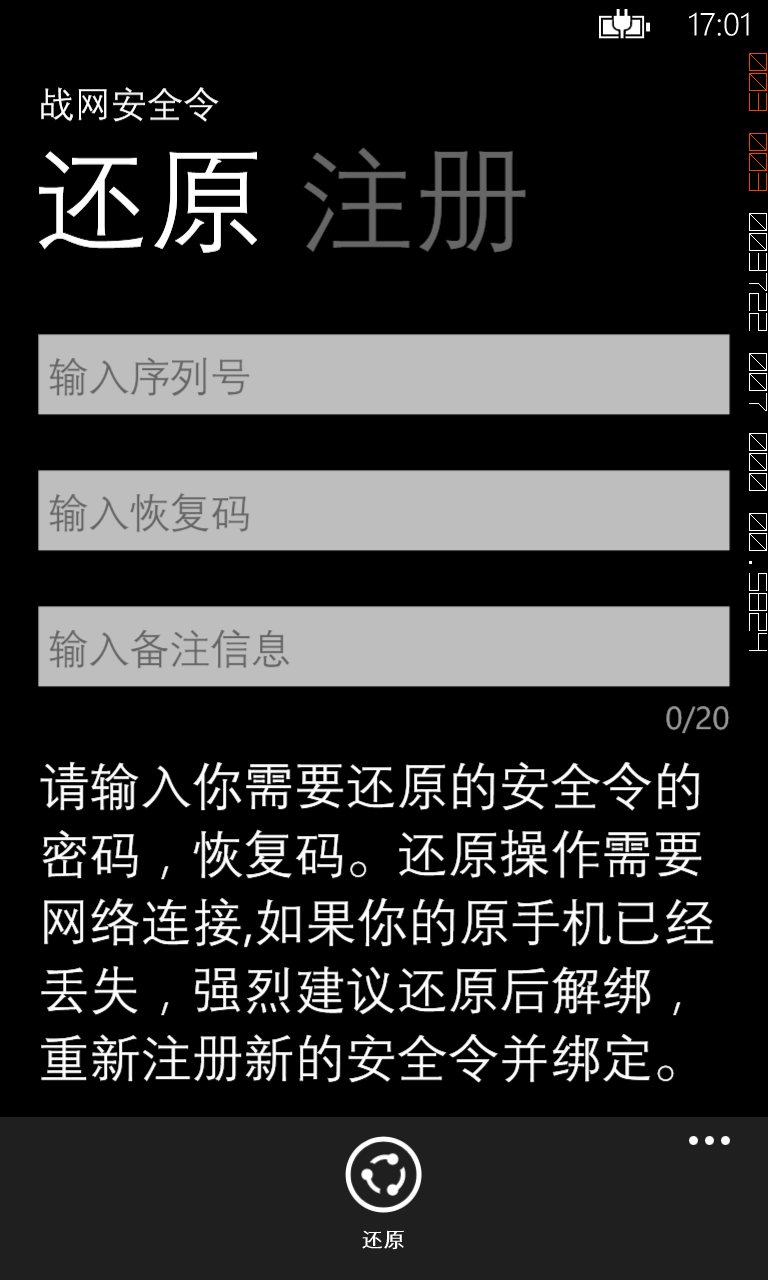 17:01
战网安全令
还原 注册
输入序列号
输入恢复码
输入备注信息
0/20
请输入你需要还原的安全令的
密码，恢复码。还原操作需要
网络连接,如果你的原手机已经
丢失，强烈建议还原后解绑，
重新注册新的安全令并绑定。
还原